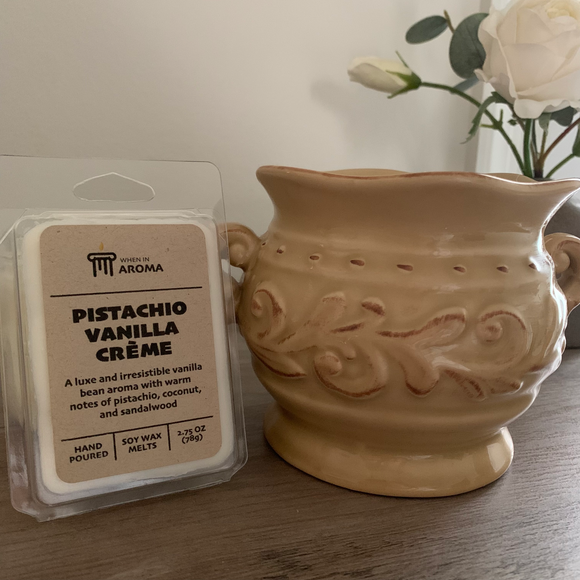 WHEN IN
AROMA
PISTACHIO
VANILLA
CRÈME
A luxe and irresistible vanilla
bean aroma with warm
notes of pistachio, coconut,
and sandalwood
HAND
POURED
SOY WAX
MELTS
2.75 OZ
(78g)